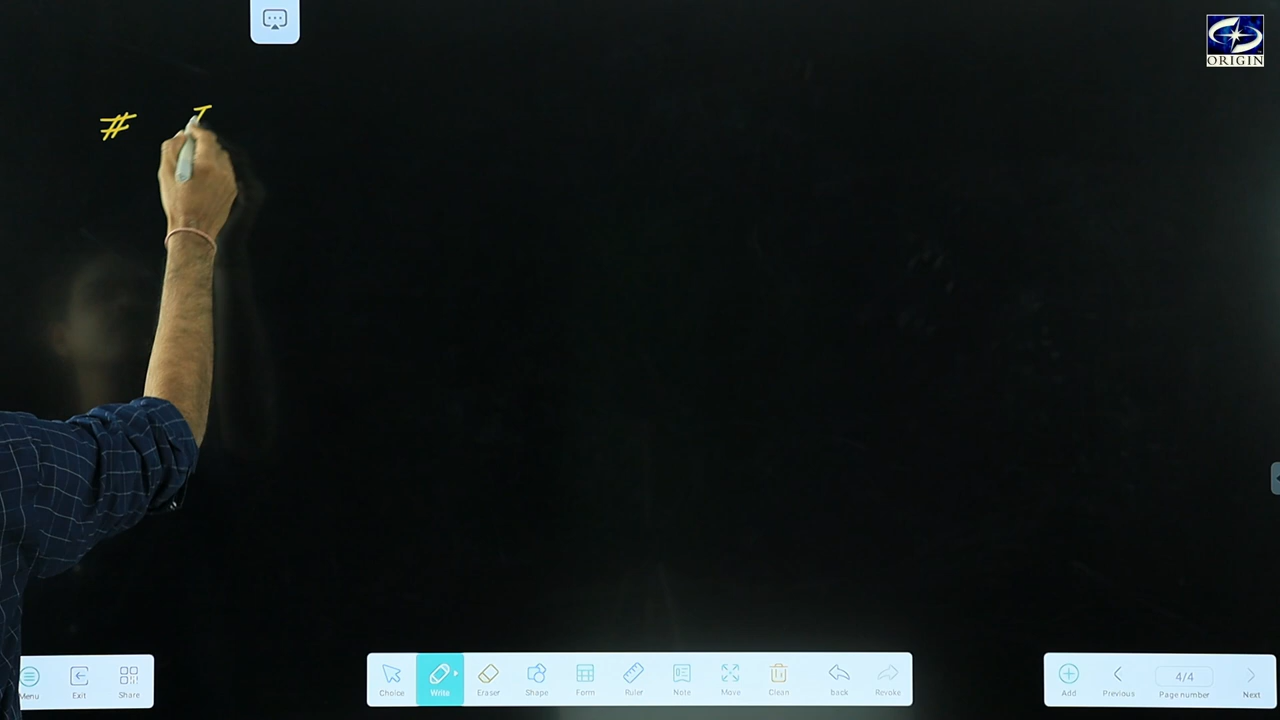 ORIGIN
#
Menu Exit Share Choice Write Eraser Shape Form Ruler Note Move Clean back Revoke Add Previous 4/4 Page number Next